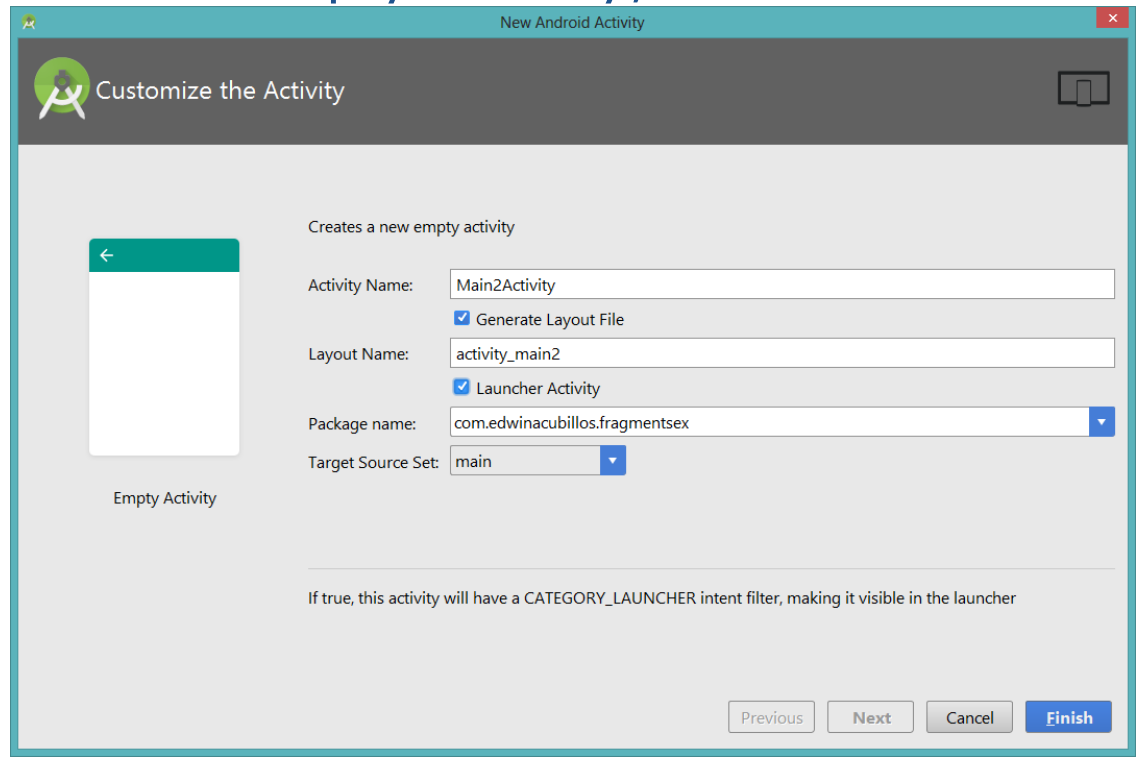 New Android Activity
Customize the Activity
Creates a new empty activity
Activity Name: Main2Activity
Generate Layout File
Layout Name: activity_main2
Launcher Activity
Package name: com.edwinacubillos.fragmentsex
Target Source Set: main
Empty Activity
If true, this activity will have a CATEGORY_LAUNCHER intent filter, making it visible in the launcher
Previous Next Cancel Finish